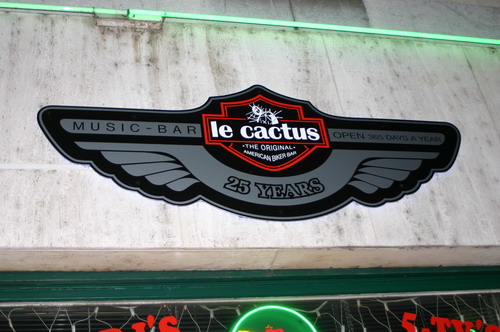 MUSIC-BAR
le cactus
•THE ORIGINAL•
AMERICAN BIKER BAR
OPEN 365 DAYS A YEAR
25 YEARS